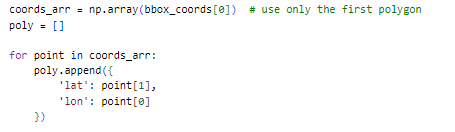 coords_arr = np.array(bbox_coords[0])  # use only the first polygon
poly = []

for point in coords_arr:
    poly.append({
        'lat': point[1],
        'lon': point[0]
    })